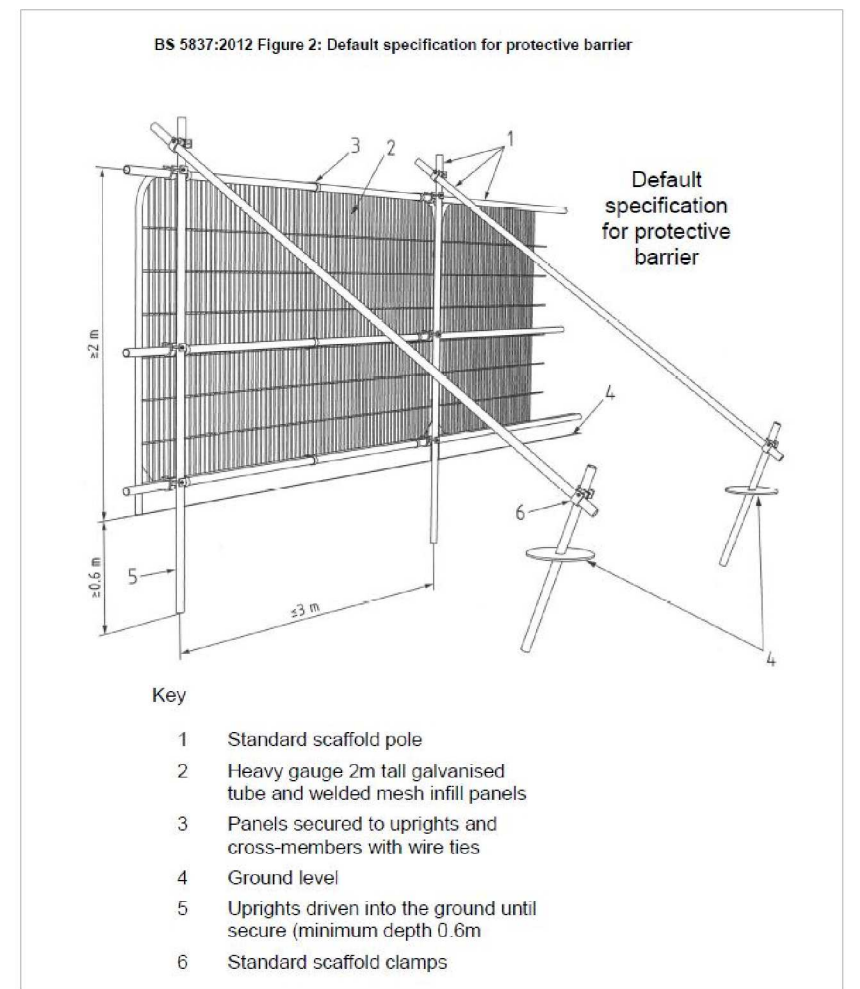 BS 5837:2012 Figure 2: Default specification for protective barrier
3
2
1
Default
specification
for protective
barrier
≥2 m
4
6
≥0.6 m
5
≤3 m
4
Key
1 Standard scaffold pole
2 Heavy gauge 2m tall galvanised
tube and welded mesh infill panels
3 Panels secured to uprights and
cross-members with wire ties
4 Ground level
5 Uprights driven into the ground until
secure (minimum depth 0.6m
6 Standard scaffold clamps